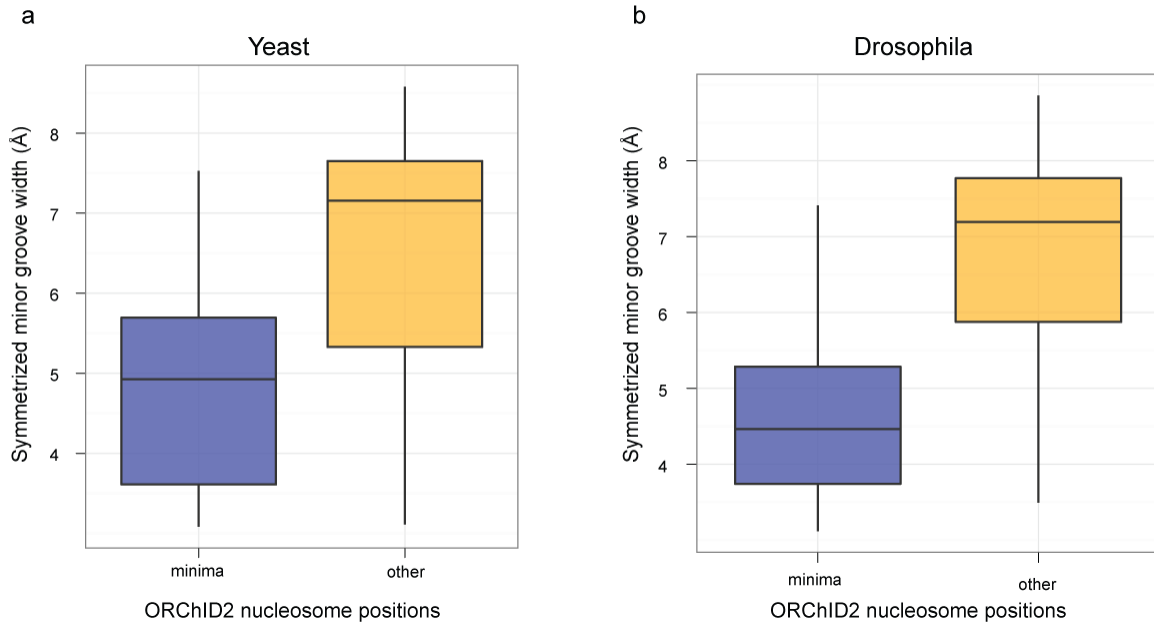 a
Yeast
Symmetrized minor groove width (Å)
8
7
6
5
4
minima
other
ORChID2 nucleosome positions
b
Drosophila
Symmetrized minor groove width (Å)
8
7
6
5
4
minima
other
ORChID2 nucleosome positions